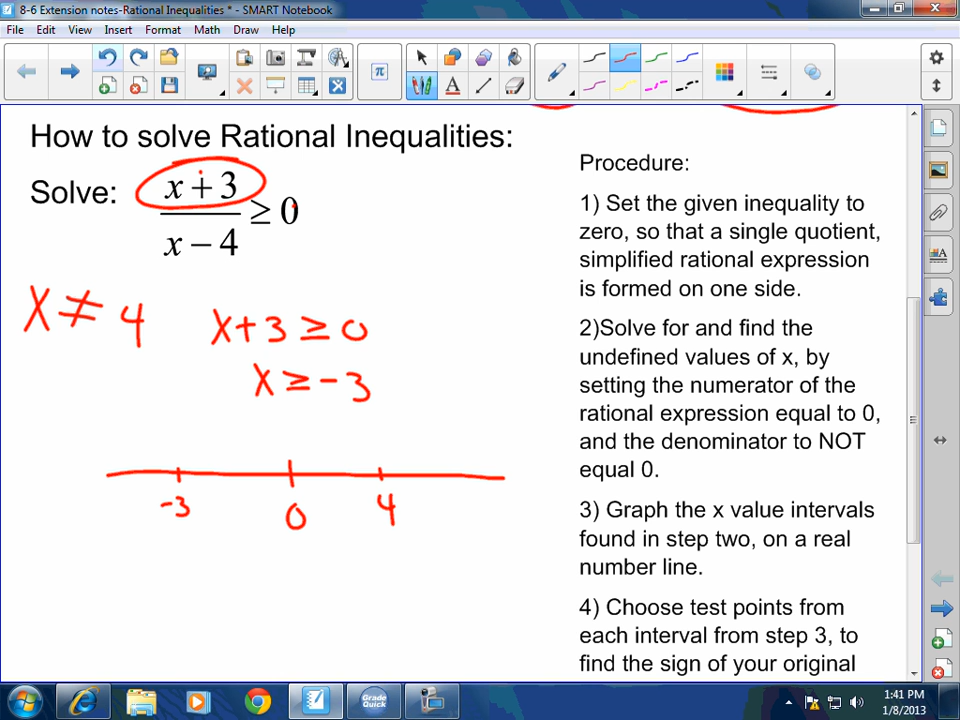 8-6 Extension notes-Rational Inequalities * - SMART Notebook
File Edit View Insert Format Math Draw Help
How to solve Rational Inequalities:
Solve:
x + 3
x − 4
≥ 0
x ≠ 4
x+3 ≥ 0
x ≥ -3
-3 0 4
Procedure:
1) Set the given inequality to
zero, so that a single quotient,
simplified rational expression
is formed on one side.
2)Solve for and find the
undefined values of x, by
setting the numerator of the
rational expression equal to 0,
and the denominator to NOT
equal 0.
3) Graph the x value intervals
found in step two, on a real
number line.
4) Choose test points from
each interval from step 3, to
find the sign of your original
Grade
Quick
1:41 PM
1/8/2013